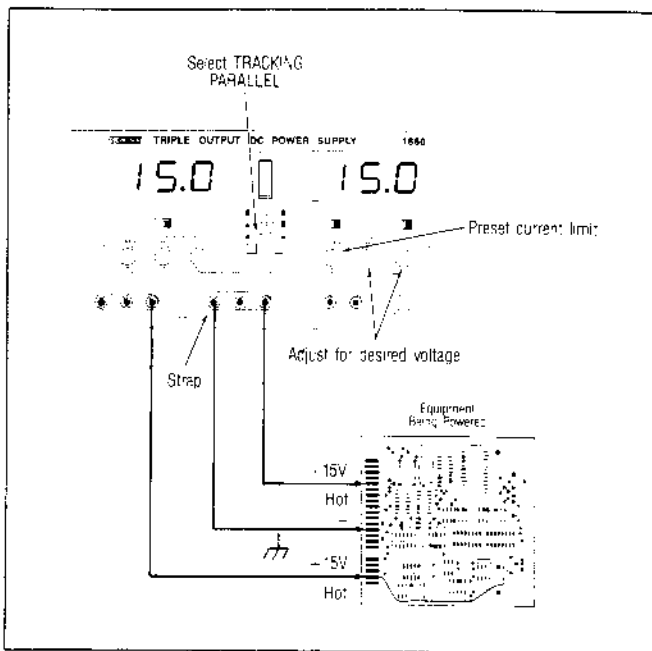 Select TRACKING
PARALLEL
TRIPLE OUTPUT DC POWER SUPPLY 1660
15.0 15.0
Preset current limit
Adjust for desired voltage
Strap
Equipment
Being Powered
15V
Hot
15V
Hot